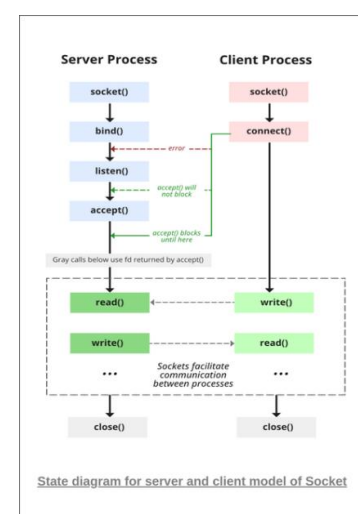 Server Process
Client Process
socket()
socket()
bind()
connect()
error
listen()
accept() will
not block
accept()
accept() blocks
until here
Gray calls below use fd returned by accept()
read()
write()
write()
read()
...
Sockets facilitate
communication
between processes
...
close()
close()
State diagram for server and client model of Socket